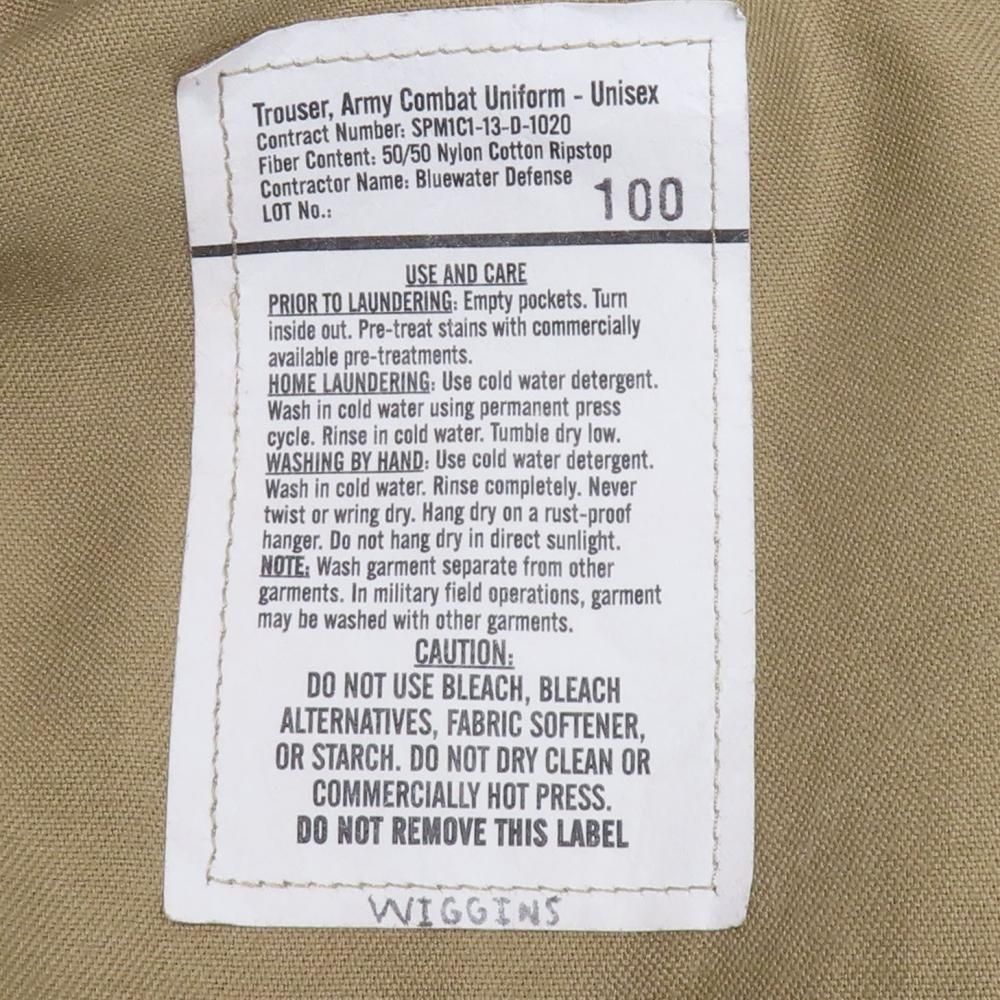 Trouser, Army Combat Uniform - Unisex
Contract Number: SPM1C1-13-D-1020
Fiber Content: 50/50 Nylon Cotton Ripstop
Contractor Name: Bluewater Defense
LOT No.: 100
USE AND CARE
PRIOR TO LAUNDERING: Empty pockets. Turn
inside out. Pre-treat stains with commercially
available pre-treatments.
HOME LAUNDERING: Use cold water detergent.
Wash in cold water using permanent press
cycle. Rinse in cold water. Tumble dry low.
WASHING BY HAND: Use cold water detergent.
Wash in cold water. Rinse completely. Never
twist or wring dry. Hang dry on a rust-proof
hanger. Do not hang dry in direct sunlight.
NOTE: Wash garment separate from other
garments. In military field operations, garment
may be washed with other garments.
CAUTION:
DO NOT USE BLEACH, BLEACH
ALTERNATIVES, FABRIC SOFTENER,
OR STARCH. DO NOT DRY CLEAN OR
COMMERCIALLY HOT PRESS.
DO NOT REMOVE THIS LABEL
WIGGINS